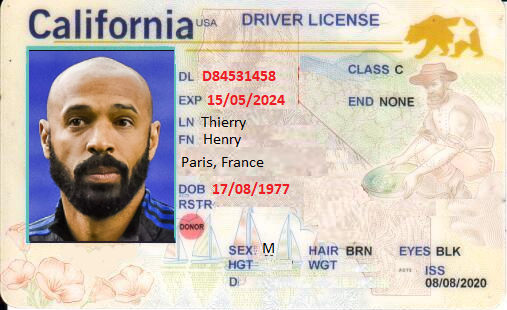 California USA DRIVER LICENSE
DL D84531458 CLASS C
EXP 15/05/2024 END NONE
LN Thierry
FN Henry
Paris, France
DOB 17/08/1977
RSTR
DONOR
SEX M HAIR BRN EYES BLK
HGT WGT ISS
D 08/08/2020